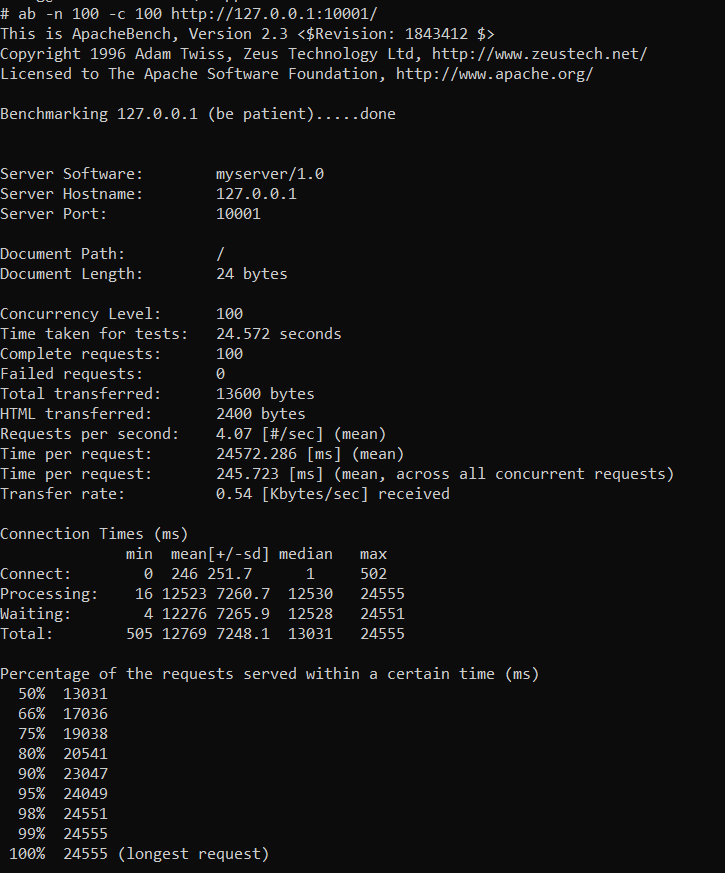 # ab -n 100 -c 100 http://127.0.0.1:10001/
This is ApacheBench, Version 2.3 <$Revision: 1843412 $>
Copyright 1996 Adam Twiss, Zeus Technology Ltd, http://www.zeustech.net/
Licensed to The Apache Software Foundation, http://www.apache.org/

Benchmarking 127.0.0.1 (be patient).....done


Server Software:        myserver/1.0
Server Hostname:        127.0.0.1
Server Port:            10001

Document Path:          /
Document Length:        24 bytes

Concurrency Level:      100
Time taken for tests:   24.572 seconds
Complete requests:      100
Failed requests:        0
Total transferred:      13600 bytes
HTML transferred:       2400 bytes
Requests per second:    4.07 [#/sec] (mean)
Time per request:       24572.286 [ms] (mean)
Time per request:       245.723 [ms] (mean, across all concurrent requests)
Transfer rate:          0.54 [Kbytes/sec] received

Connection Times (ms)
              min  mean[+/-sd] median   max
Connect:        0  246 251.7      1     502
Processing:    16 12523 7260.7  12530   24555
Waiting:        4 12276 7265.9  12528   24551
Total:        505 12769 7248.1  13031   24555

Percentage of the requests served within a certain time (ms)
  50%  13031
  66%  17036
  75%  19038
  80%  20541
  90%  23047
  95%  24049
  98%  24551
  99%  24555
 100%  24555 (longest request)